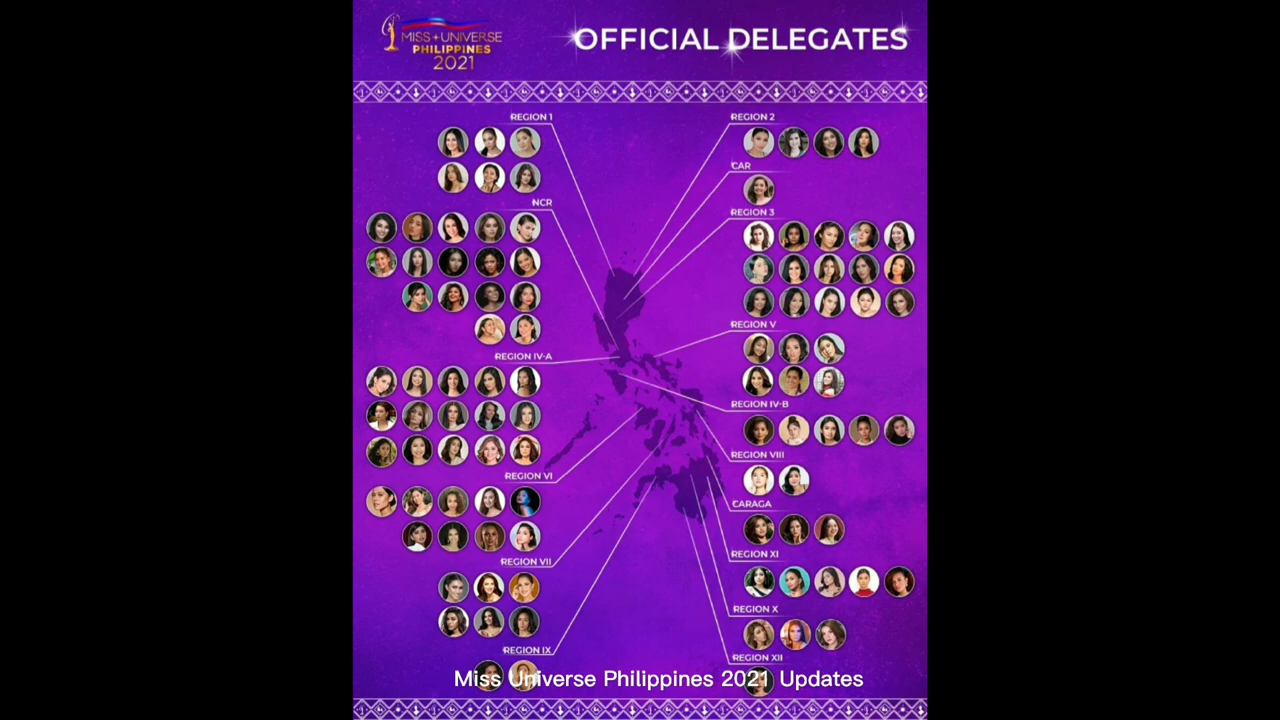 MISS UNIVERSE
PHILIPPINES
2021
OFFICIAL DELEGATES
REGION 1
NCR
REGION IV-A
REGION VI
REGION VII
REGION IX
REGION 2
CAR
REGION 3
REGION V
REGION IV-B
REGION VIII
CARAGA
REGION XI
REGION X
REGION XII
Miss Universe Philippines 2021 Updates